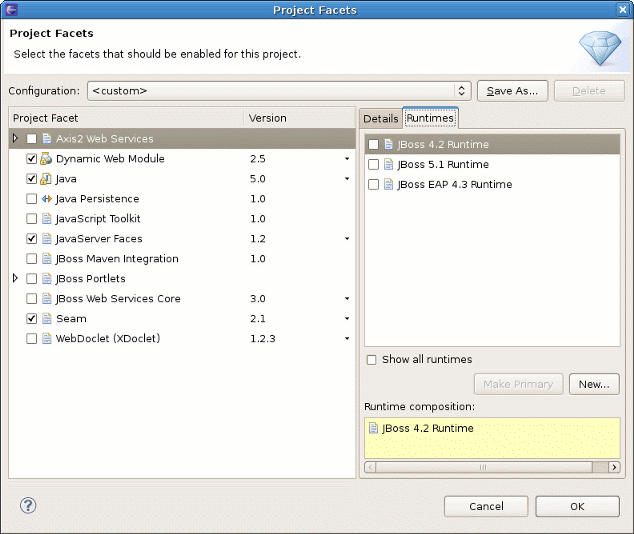 Project Facets
Project Facets
Select the facets that should be enabled for this project.
Configuration: <custom> Save As... Delete
Project Facet Version
Axis2 Web Services
Dynamic Web Module 2.5
Java 5.0
Java Persistence 1.0
JavaScript Toolkit 1.0
JavaServer Faces 1.2
JBoss Maven Integration 1.0
JBoss Portlets
JBoss Web Services Core 3.0
Seam 2.1
WebDoclet (XDoclet) 1.2.3
Details Runtimes
JBoss 4.2 Runtime
JBoss 5.1 Runtime
JBoss EAP 4.3 Runtime
Show all runtimes
Make Primary New...
Runtime composition:
JBoss 4.2 Runtime
? Cancel OK